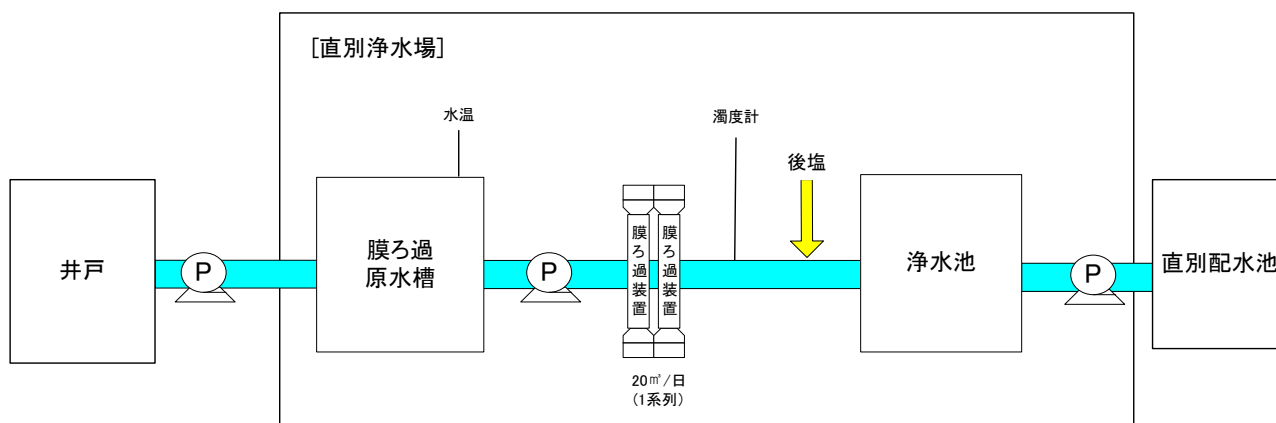 [直別浄水場]
水温
濁度計
後塩
井戸
P
膜ろ過
原水槽
P
膜ろ過装置
膜ろ過装置
浄水池
P
直別配水池
20㎥/日
(1系列)